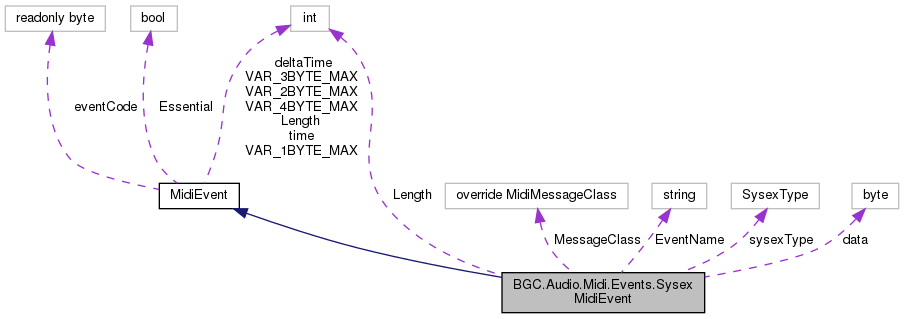 readonly byte
bool
int
eventCode
Essential
deltaTime
VAR_3BYTE_MAX
VAR_2BYTE_MAX
VAR_4BYTE_MAX
Length
time
VAR_1BYTE_MAX
MidiEvent
Length
override MidiMessageClass
string
SysexType
byte
MessageClass
EventName
sysexType
data
BGC.Audio.Midi.Events.Sysex
MidiEvent